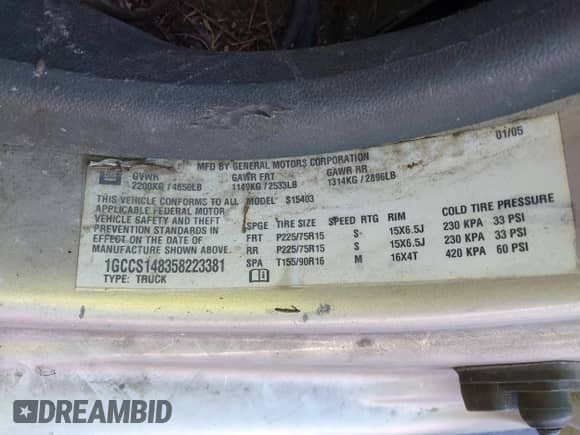 01/05
MFD BY GENERAL MOTORS CORPORATION
GM GVWR GAWR FRT GAWR RR
2200KG / 4850LB 1149KG / 2533LB 1314KG / 2896LB
THIS VEHICLE CONFORMS TO ALL
APPLICABLE FEDERAL MOTOR
VEHICLE SAFETY AND THEFT
PREVENTION STANDARDS IN
EFFECT ON THE DATE OF
MANUFACTURE SHOWN ABOVE.
1GCCS148358223381
TYPE: TRUCK
MODEL: S15403
SPGE TIRE SIZE SPEED RTG RIM COLD TIRE PRESSURE
FRT P225/75R15 S 15X6.5J 230 KPA 33 PSI
RR P225/75R15 S 15X6.5J 230 KPA 33 PSI
SPA T155/90R16 M 16X4T 420 KPA 60 PSI
DREAMBID